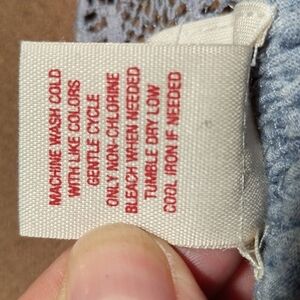 MACHINE WASH COLD
WITH LIKE COLORS
GENTLE CYCLE
ONLY NON-CHLORINE
BLEACH WHEN NEEDED
TUMBLE DRY LOW
COOL IRON IF NEEDED